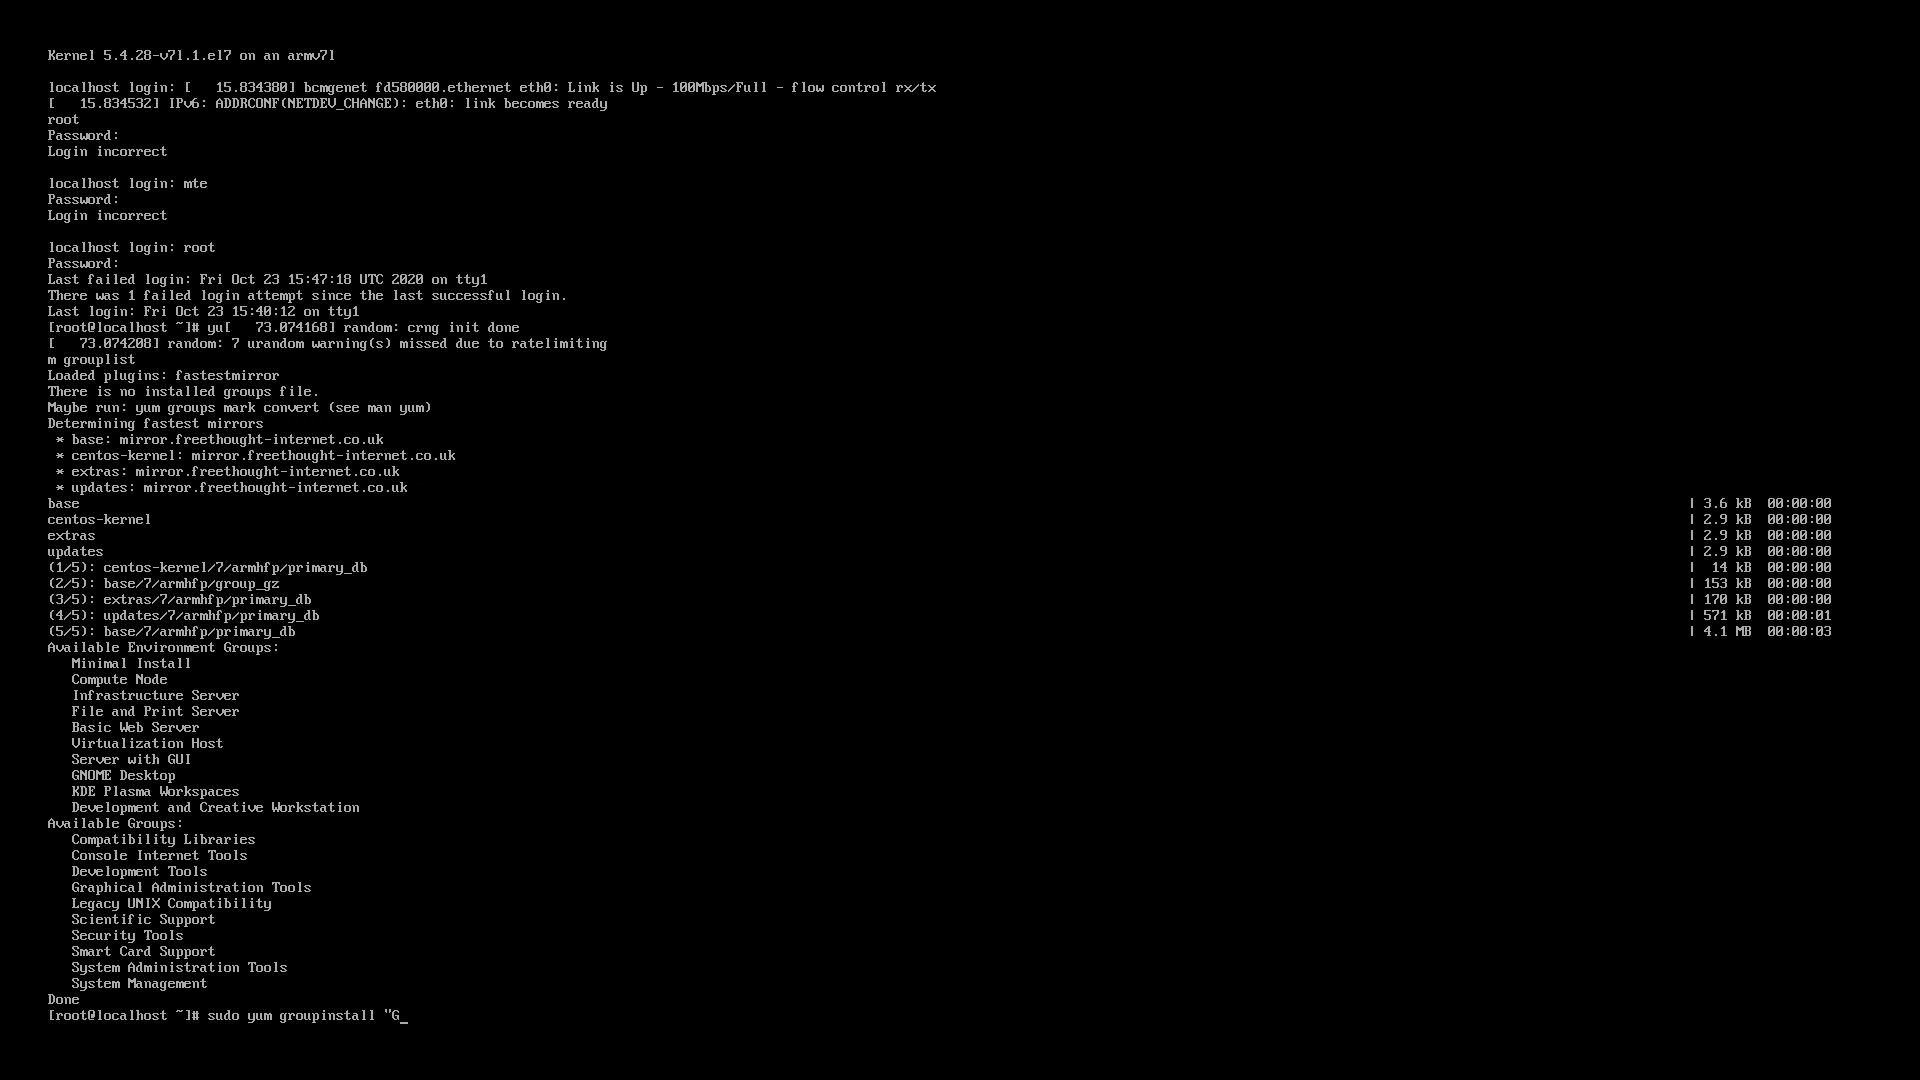 Kernel 5.4.28-v7l.1.el7 on an armv7l
localhost login: [   15.834380] bcmgenet fd580000.ethernet eth0: Link is Up - 100Mbps/Full - flow control rx/tx
[   15.834532] IPv6: ADDRCONF(NETDEV_CHANGE): eth0: link becomes ready
root
Password:
Login incorrect
localhost login: mte
Password:
Login incorrect
localhost login: root
Password:
Last failed login: Fri Oct 23 15:47:18 UTC 2020 on tty1
There was 1 failed login attempt since the last successful login.
Last login: Fri Oct 23 15:40:12 on tty1
[root@localhost ~]# yu[   73.074168] random: crng init done
[   73.074208] random: 7 urandom warning(s) missed due to ratelimiting
m grouplist
Loaded plugins: fastestmirror
There is no installed groups file.
Maybe run: yum groups mark convert (see man yum)
Determining fastest mirrors
 * base: mirror.freethought-internet.co.uk
 * centos-kernel: mirror.freethought-internet.co.uk
 * extras: mirror.freethought-internet.co.uk
 * updates: mirror.freethought-internet.co.uk
base | 3.6 kB  00:00:00
centos-kernel | 2.9 kB  00:00:00
extras | 2.9 kB  00:00:00
updates | 2.9 kB  00:00:00
(1/5): centos-kernel/7/armhfp/primary_db |  14 kB  00:00:00
(2/5): base/7/armhfp/group_gz | 153 kB  00:00:00
(3/5): extras/7/armhfp/primary_db | 170 kB  00:00:00
(4/5): updates/7/armhfp/primary_db | 571 kB  00:00:01
(5/5): base/7/armhfp/primary_db | 4.1 MB  00:00:03
Available Environment Groups:
   Minimal Install
   Compute Node
   Infrastructure Server
   File and Print Server
   Basic Web Server
   Virtualization Host
   Server with GUI
   GNOME Desktop
   KDE Plasma Workspaces
   Development and Creative Workstation
Available Groups:
   Compatibility Libraries
   Console Internet Tools
   Development Tools
   Graphical Administration Tools
   Legacy UNIX Compatibility
   Scientific Support
   Security Tools
   Smart Card Support
   System Administration Tools
   System Management
Done
[root@localhost ~]# sudo yum groupinstall "G_